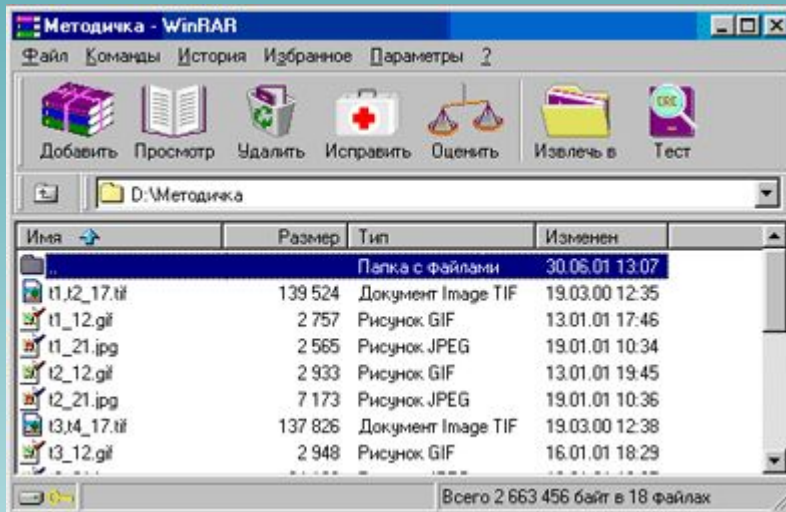 Методичка - WinRAR
Файл Команды История Избранное Параметры ?
Добавить Просмотр Удалить Исправить Оценить Извлечь в Тест
D:\Методичка
Имя Размер Тип Изменен
.. Папка с файлами 30.06.01 13:07
t1,t2_17.tif 139 524 Документ Image TIF 19.03.00 12:35
t1_12.gif 2 757 Рисунок GIF 13.01.01 17:46
t1_21.jpg 2 565 Рисунок JPEG 19.01.01 10:34
t2_12.gif 2 933 Рисунок GIF 13.01.01 19:45
t2_21.jpg 7 173 Рисунок JPEG 19.01.01 10:36
t3,t4_17.tif 137 826 Документ Image TIF 19.03.00 12:38
t3_12.gif 2 948 Рисунок GIF 16.01.01 18:29
Всего 2 663 456 байт в 18 файлах